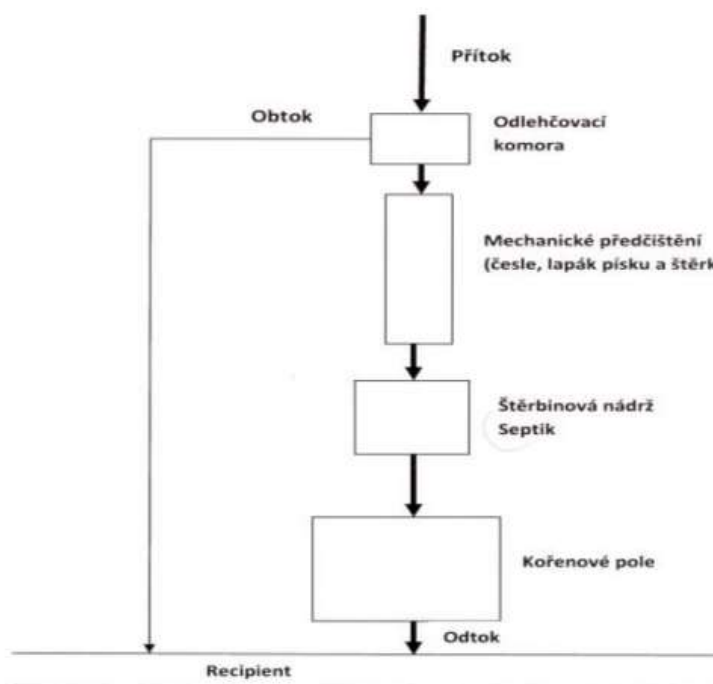 Přítok
Obtok
Odlehčovací
komora
Mechanické předčištění
(česle, lapák písku a štěrk
Štěrbinová nádrž
Septik
Kořenové pole
Odtok
Recipient